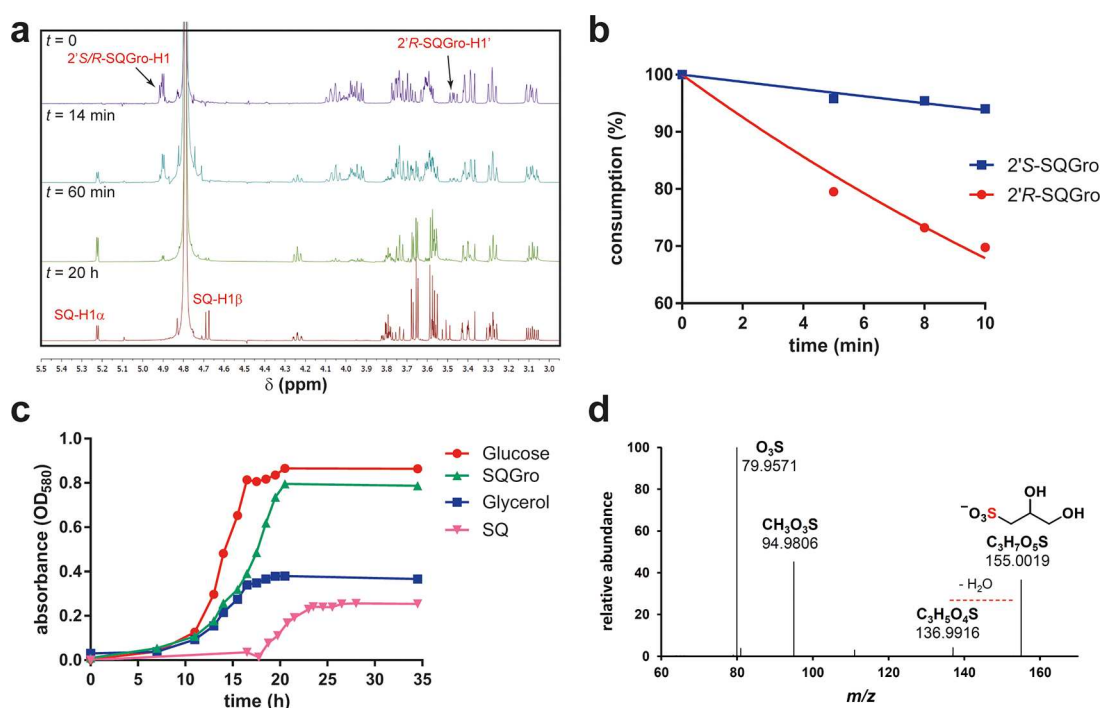 a
t = 0
2'S/R-SQGro-H1
2'R-SQGro-H1'
t = 14 min
t = 60 min
t = 20 h
SQ-H1α
SQ-H1β
5.5 5.4 5.3 5.2 5.1 5.0 4.9 4.8 4.7 4.6 4.5 4.4 4.3 4.2 4.1 4.0 3.9 3.8 3.7 3.6 3.5 3.4 3.3 3.2 3.1 3.0
δ (ppm)
b
100
90
80
70
60
consumption (%)
0 2 4 6 8 10
time (min)
2'S-SQGro
2'R-SQGro
c
1.0
0.8
0.6
0.4
0.2
0.0
absorbance (OD580)
0 5 10 15 20 25 30 35
time (h)
Glucose
SQGro
Glycerol
SQ
d
100
80
60
40
20
0
relative abundance
60 80 100 120 140 160
m/z
O3S
79.9571
CH3O3S
94.9806
OH
⁻O3S OH
C3H7O5S
155.0019
- H2O
C3H5O4S
136.9916